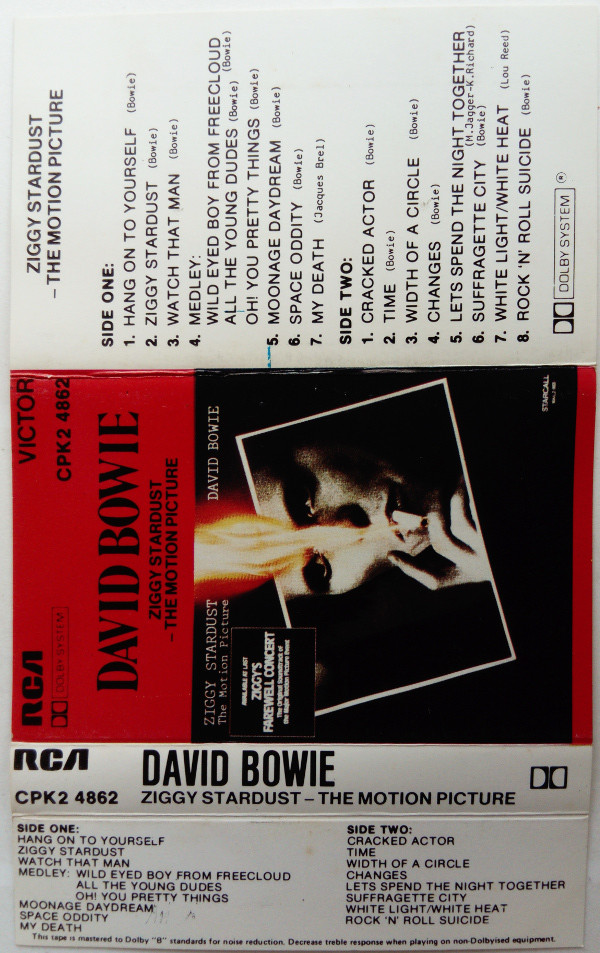 ZIGGY STARDUST
– THE MOTION PICTURE
SIDE ONE:
1. HANG ON TO YOURSELF (Bowie)
2. ZIGGY STARDUST (Bowie)
3. WATCH THAT MAN (Bowie)
4. MEDLEY:
WILD EYED BOY FROM FREECLOUD (Bowie)
ALL THE YOUNG DUDES (Bowie)
OH! YOU PRETTY THINGS (Bowie)
5. MOONAGE DAYDREAM (Bowie)
6. SPACE ODDITY (Bowie)
7. MY DEATH (Jacques Brel)
SIDE TWO:
1. CRACKED ACTOR (Bowie)
2. TIME (Bowie)
3. WIDTH OF A CIRCLE (Bowie)
4. CHANGES (Bowie)
5. LETS SPEND THE NIGHT TOGETHER
(M.Jagger-K.Richard)
6. SUFFRAGETTE CITY (Bowie)
7. WHITE LIGHT/WHITE HEAT (Lou Reed)
8. ROCK 'N' ROLL SUICIDE (Bowie)
DOLBY SYSTEM ®
RCA VICTOR
DOLBY SYSTEM CPK2 4862
DAVID BOWIE
ZIGGY STARDUST
– THE MOTION PICTURE
ZIGGY STARDUST DAVID BOWIE
The Motion Picture
AVAILABLE AT LAST
ZIGGY'S
FAREWELL CONCERT
The Original Soundtrack of
the Major Motion Picture Event
STARCALL
RCA DAVID BOWIE
CPK2 4862 ZIGGY STARDUST – THE MOTION PICTURE
SIDE ONE:
HANG ON TO YOURSELF
ZIGGY STARDUST
WATCH THAT MAN
MEDLEY: WILD EYED BOY FROM FREECLOUD
ALL THE YOUNG DUDES
OH! YOU PRETTY THINGS
MOONAGE DAYDREAM
SPACE ODDITY
MY DEATH
SIDE TWO:
CRACKED ACTOR
TIME
WIDTH OF A CIRCLE
CHANGES
LETS SPEND THE NIGHT TOGETHER
SUFFRAGETTE CITY
WHITE LIGHT/WHITE HEAT
ROCK 'N' ROLL SUICIDE
This tape is mastered to Dolby "B" standards for noise reduction. Decrease treble response when playing on non-Dolbyised equipment.